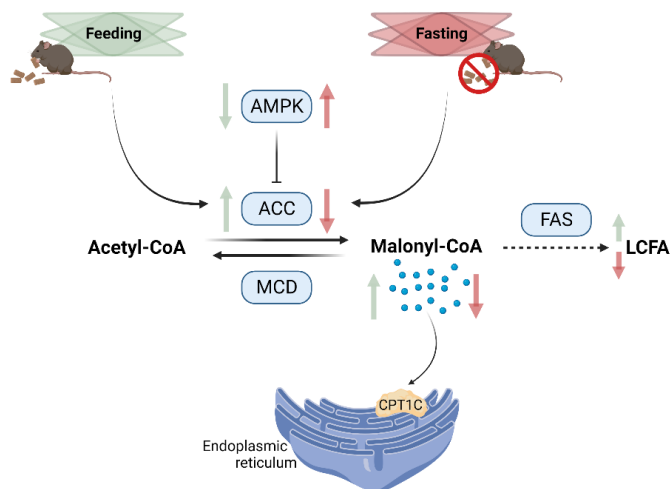 Feeding
Fasting
AMPK
ACC
FAS
Acetyl-CoA
Malonyl-CoA
LCFA
MCD
CPT1C
Endoplasmic
reticulum